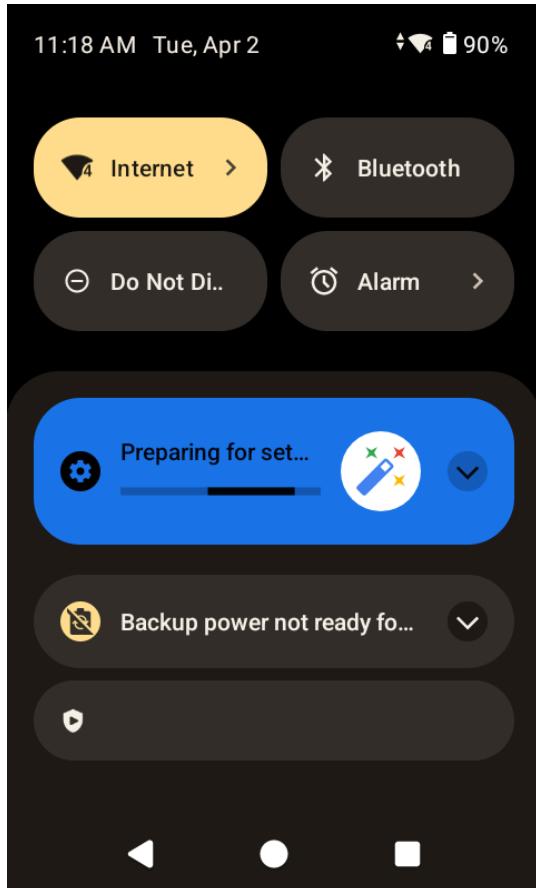 11:18 AM Tue, Apr 2 90%
Internet Bluetooth
Do Not Di.. Alarm
Preparing for set…
Backup power not ready fo…